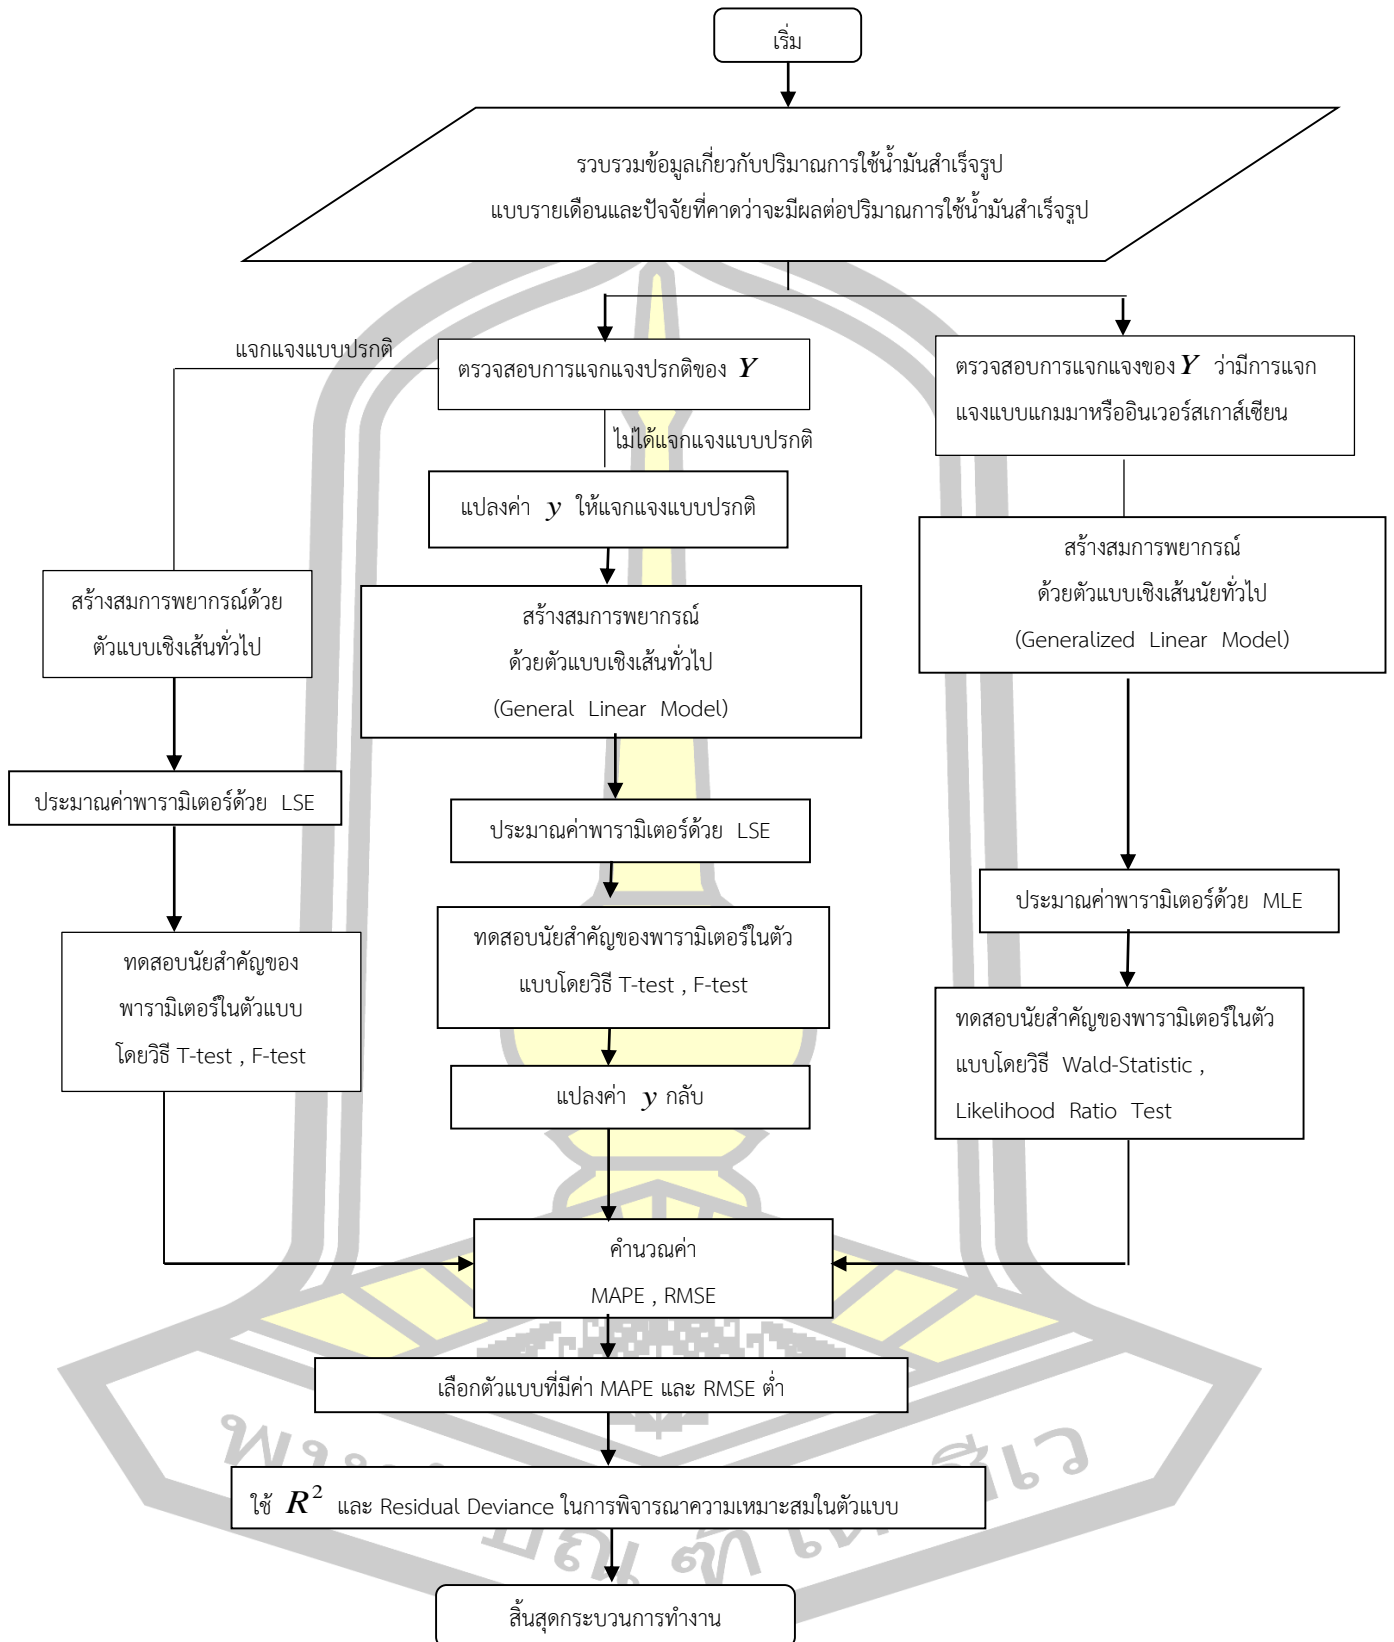 เริ่ม
รวบรวมข้อมูลเกี่ยวกับปริมาณการใช้น้ำมันสำเร็จรูป
แบบรายเดือนและปัจจัยที่คาดว่าจะมีผลต่อปริมาณการใช้น้ำมันสำเร็จรูป
แจกแจงแบบปรกติ
ตรวจสอบการแจกแจงปรกติของ Y
ตรวจสอบการแจกแจงของ Y ว่ามีการแจก
แจงแบบแกมมาหรืออินเวอร์สเกาส์เซียน
ไม่ได้แจกแจงแบบปรกติ
แปลงค่า y ให้แจกแจงแบบปรกติ
สร้างสมการพยากรณ์
ด้วยตัวแบบเชิงเส้นนัยทั่วไป
(Generalized Linear Model)
สร้างสมการพยากรณ์ด้วย
ตัวแบบเชิงเส้นทั่วไป
สร้างสมการพยากรณ์
ด้วยตัวแบบเชิงเส้นทั่วไป
(General Linear Model)
ประมาณค่าพารามิเตอร์ด้วย LSE
ประมาณค่าพารามิเตอร์ด้วย LSE
ประมาณค่าพารามิเตอร์ด้วย MLE
ทดสอบนัยสำคัญของ
พารามิเตอร์ในตัวแบบ
โดยวิธี T-test , F-test
ทดสอบนัยสำคัญของพารามิเตอร์ในตัว
แบบโดยวิธี T-test , F-test
ทดสอบนัยสำคัญของพารามิเตอร์ในตัว
แบบโดยวิธี Wald-Statistic ,
Likelihood Ratio Test
แปลงค่า y กลับ
คำนวณค่า
MAPE , RMSE
เลือกตัวแบบที่มีค่า MAPE และ RMSE ต่ำ
ใช้ R² และ Residual Deviance ในการพิจารณาความเหมาะสมในตัวแบบ
สิ้นสุดกระบวนการทำงาน